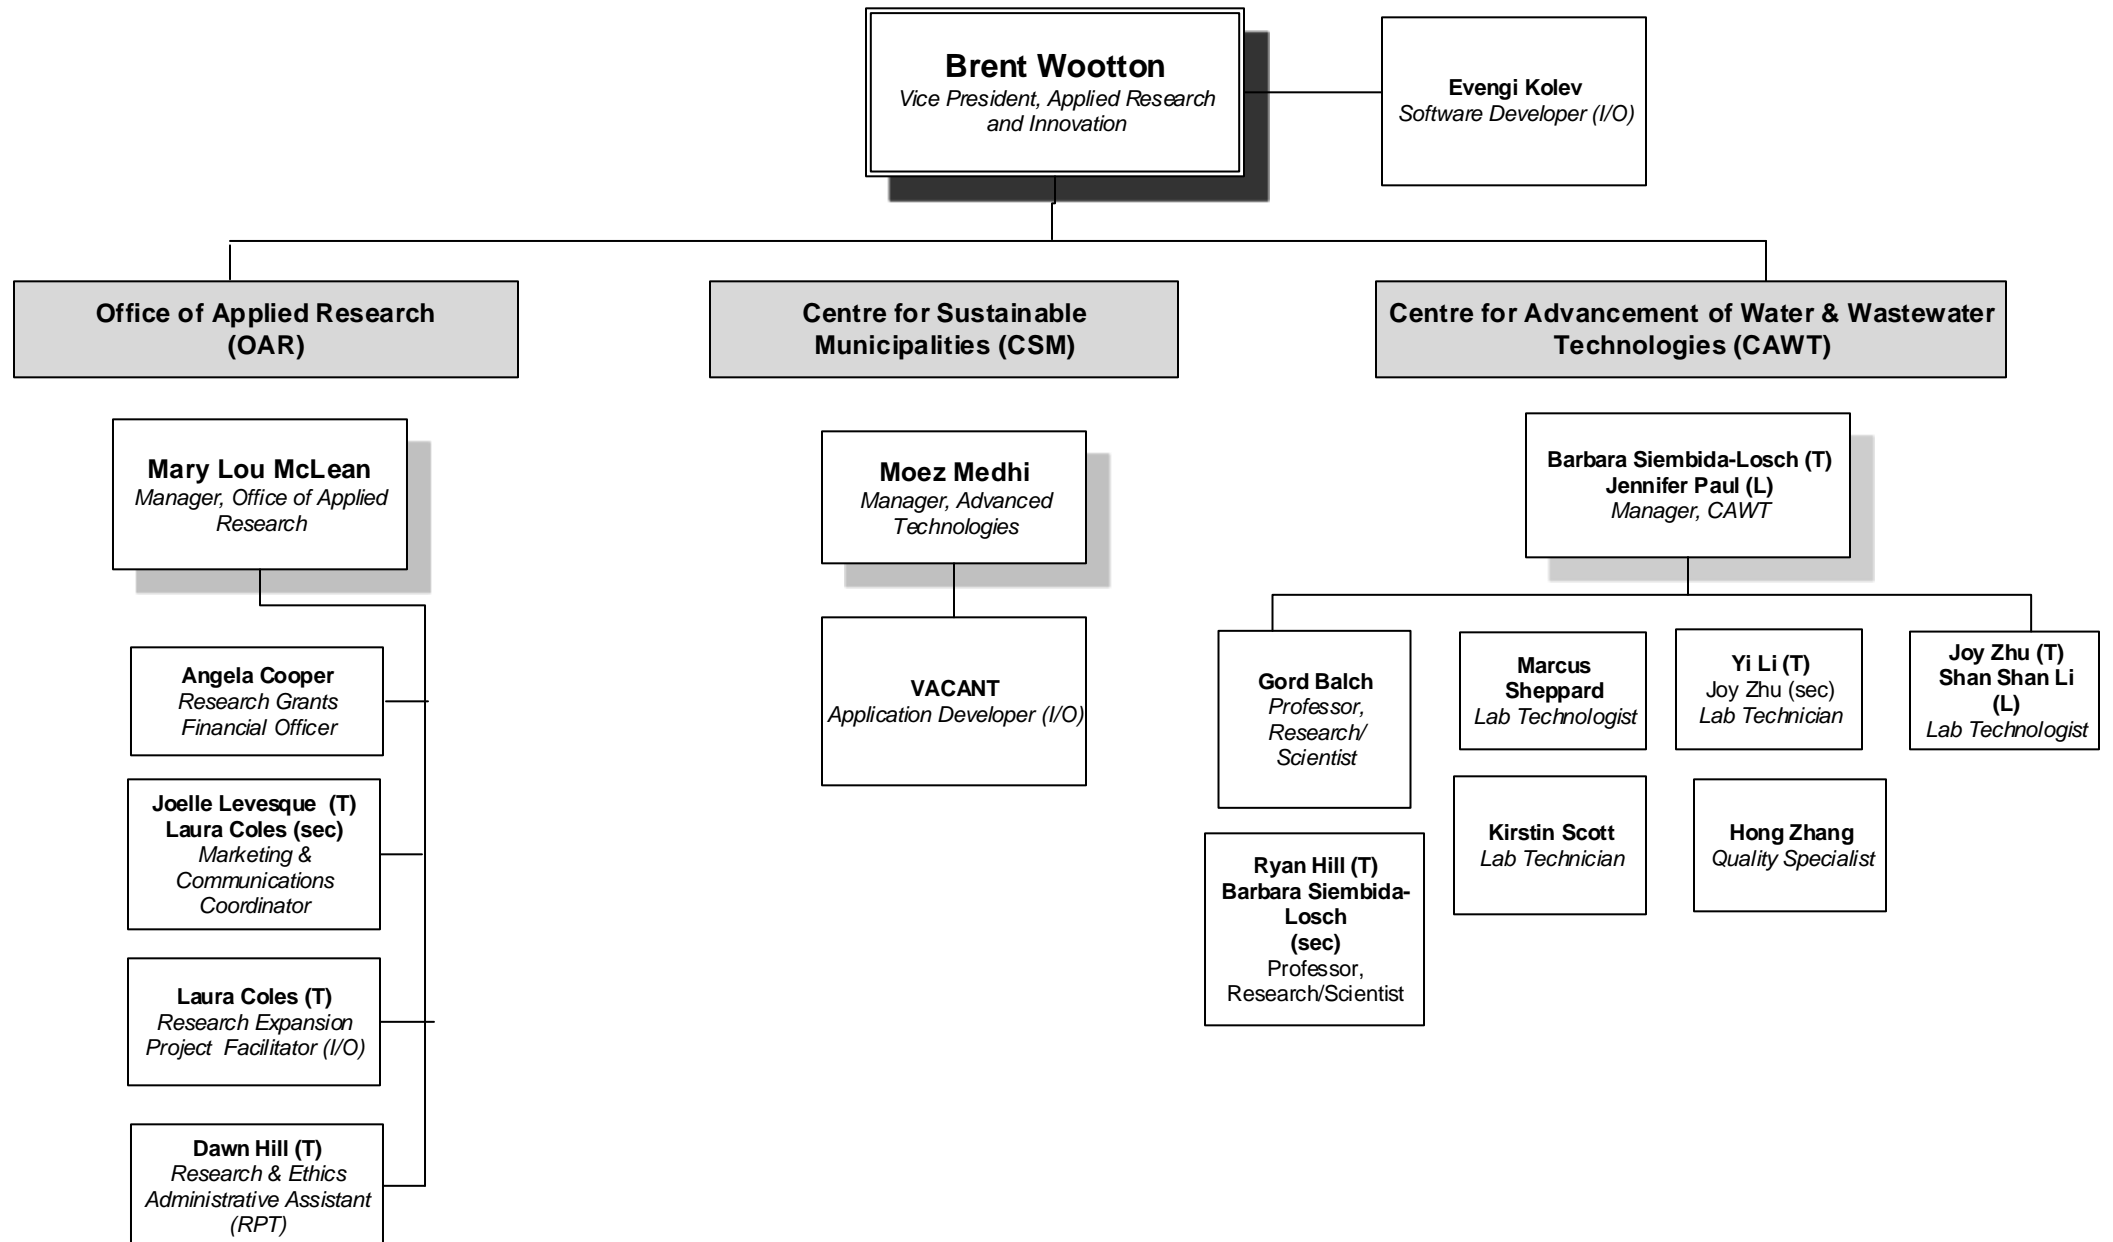 Brent Wootton
Vice President, Applied Research
and Innovation
Evengi Kolev
Software Developer (I/O)
Office of Applied Research
(OAR)
Centre for Sustainable
Municipalities (CSM)
Centre for Advancement of Water & Wastewater
Technologies (CAWT)
Mary Lou McLean
Manager, Office of Applied
Research
Angela Cooper
Research Grants
Financial Officer
Joelle Levesque (T)
Laura Coles (sec)
Marketing &
Communications
Coordinator
Laura Coles (T)
Research Expansion
Project Facilitator (I/O)
Dawn Hill (T)
Research & Ethics
Administrative Assistant
(RPT)
Moez Medhi
Manager, Advanced
Technologies
VACANT
Application Developer (I/O)
Barbara Siembida-Losch (T)
Jennifer Paul (L)
Manager, CAWT
Gord Balch
Professor,
Research/
Scientist
Marcus
Sheppard
Lab Technologist
Yi Li (T)
Joy Zhu (sec)
Lab Technician
Joy Zhu (T)
Shan Shan Li
(L)
Lab Technologist
Ryan Hill (T)
Barbara Siembida-
Losch
(sec)
Professor,
Research/Scientist
Kirstin Scott
Lab Technician
Hong Zhang
Quality Specialist